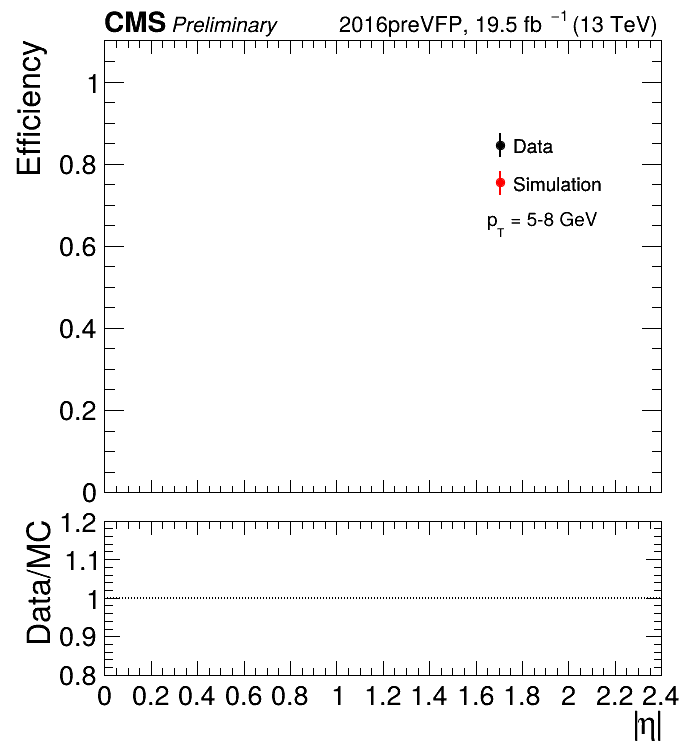 CMS Preliminary 2016preVFP, 19.5 fb ⁻¹ (13 TeV)
Efficiency
1
0.8
0.6
0.4
0.2
0
Data
Simulation
p_T = 5-8 GeV
Data/MC
1.2
1.1
1
0.9
0.8
0 0.2 0.4 0.6 0.8 1 1.2 1.4 1.6 1.8 2 2.2 2.4
|η|